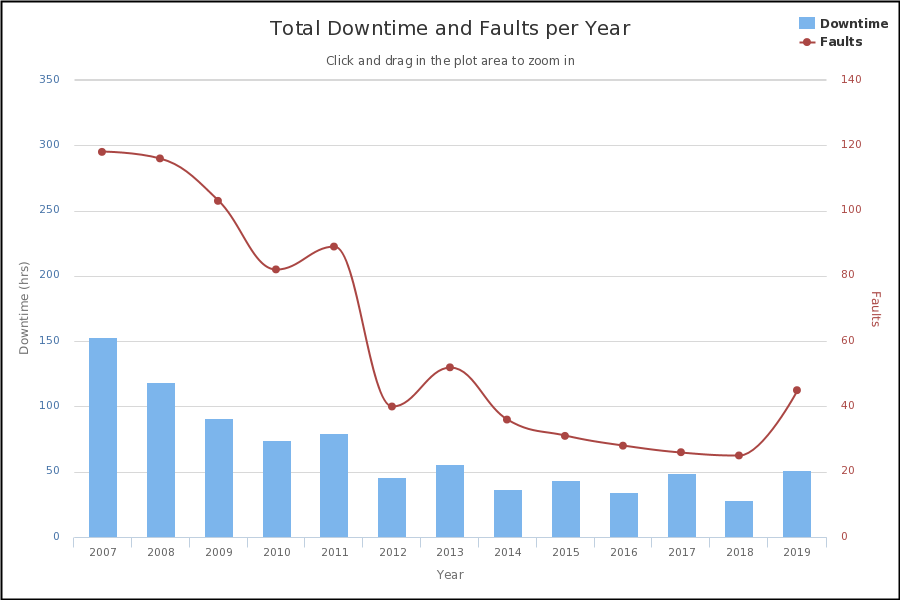 Total Downtime and Faults per Year
Click and drag in the plot area to zoom in
Downtime
Faults
350
300
250
200
150
100
50
0
Downtime (hrs)
140
120
100
80
60
40
20
0
Faults
2007 2008 2009 2010 2011 2012 2013 2014 2015 2016 2017 2018 2019
Year